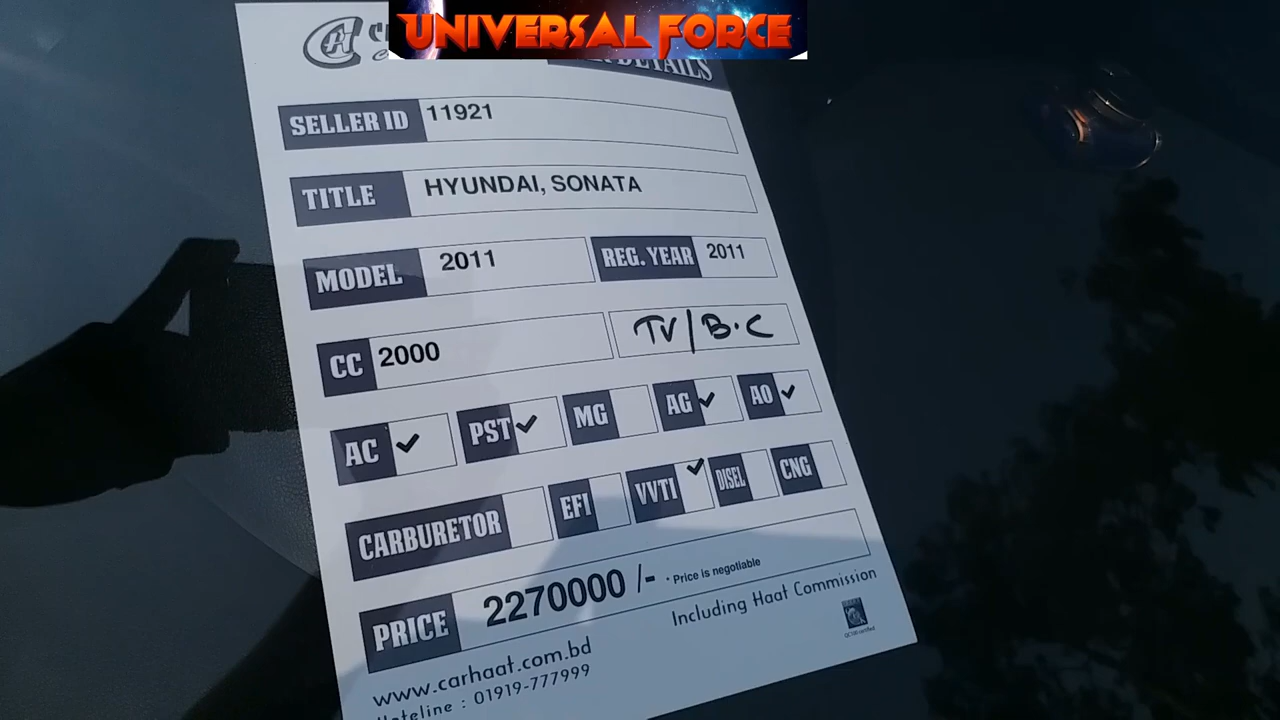 UNIVERSAL FORCE
DETAILS
SELLER ID 11921
TITLE HYUNDAI, SONATA
MODEL 2011 REG. YEAR 2011
CC 2000 TV/B.C
AC ✓ PST ✓ MG AG ✓ AO ✓
CARBURETOR EFI VVTI ✓ DISEL CNG
PRICE 2270000 /- • Price is negotiable
Including Haat Commission
www.carhaat.com.bd
Hoteline : 01919-777999